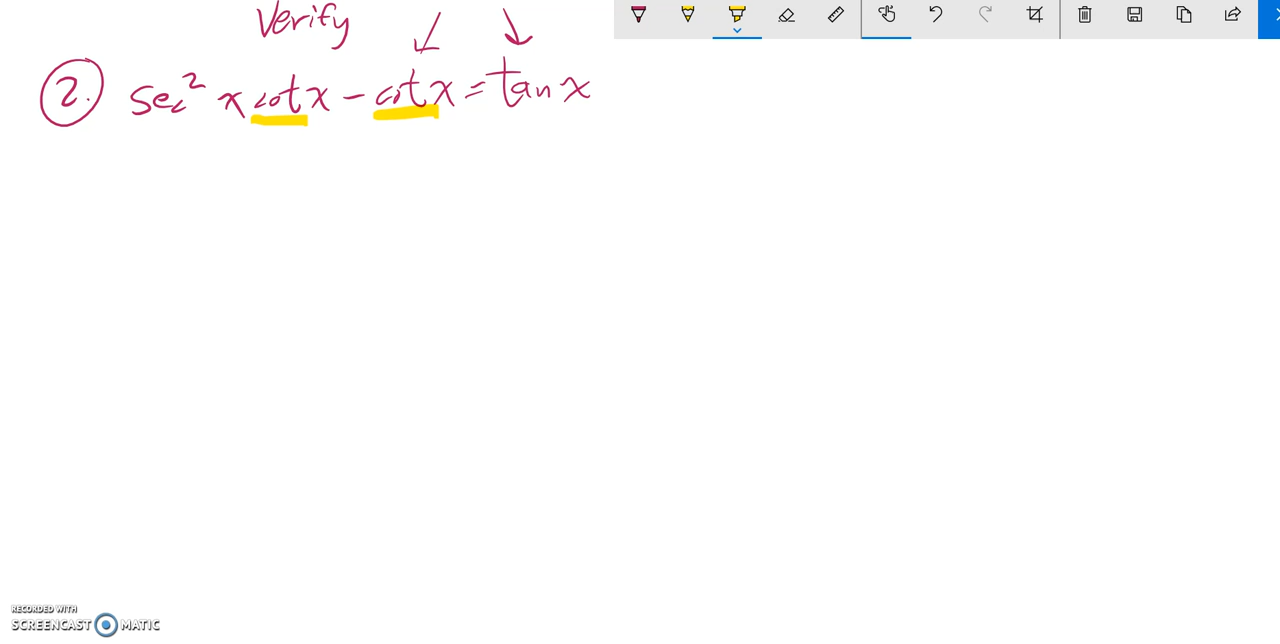 Verify
2. sec² x cot x - cot x = tan x
RECORDED WITH
SCREENCAST MATIC